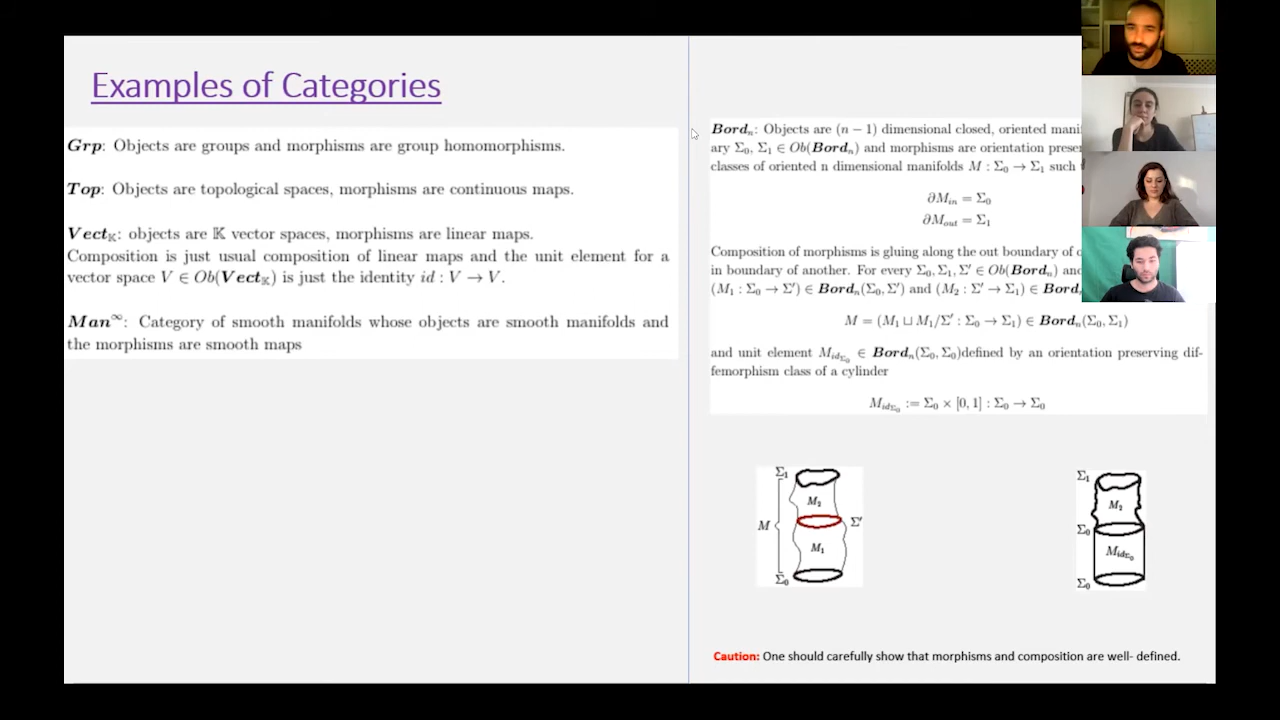 Examples of Categories
Grp: Objects are groups and morphisms are group homomorphisms.
Top: Objects are topological spaces, morphisms are continuous maps.
Vect𝕂: objects are 𝕂 vector spaces, morphisms are linear maps.
Composition is just usual composition of linear maps and the unit element for a
vector space V ∈ Ob(Vect𝕂) is just the identity id : V → V.
Man∞: Category of smooth manifolds whose objects are smooth manifolds and
the morphisms are smooth maps
Bordₙ: Objects are (n − 1) dimensional closed, oriented mani
ary Σ₀, Σ₁ ∈ Ob(Bordₙ) and morphisms are orientation prese
classes of oriented n dimensional manifolds M : Σ₀ → Σ₁ such
∂M_in = Σ₀
∂M_out = Σ₁
Composition of morphisms is gluing along the out boundary of
in boundary of another. For every Σ₀, Σ₁, Σ′ ∈ Ob(Bordₙ) and
(M₁ : Σ₀ → Σ′) ∈ Bordₙ(Σ₀, Σ′) and (M₂ : Σ′ → Σ₁) ∈ Bord
M = (M₁ ⊔ M₁/Σ′ : Σ₀ → Σ₁) ∈ Bordₙ(Σ₀, Σ₁)
and unit element M_id_Σ₀ ∈ Bordₙ(Σ₀, Σ₀)defined by an orientation preserving dif-
femorphism class of a cylinder
M_id_Σ₀ := Σ₀ × [0, 1] : Σ₀ → Σ₀
Σ₁
M₂
M
Σ′
M₁
Σ₀
Σ₁
M₂
Σ₀
M_id_Σ₀
Σ₀
Caution: One should carefully show that morphisms and composition are well- defined.